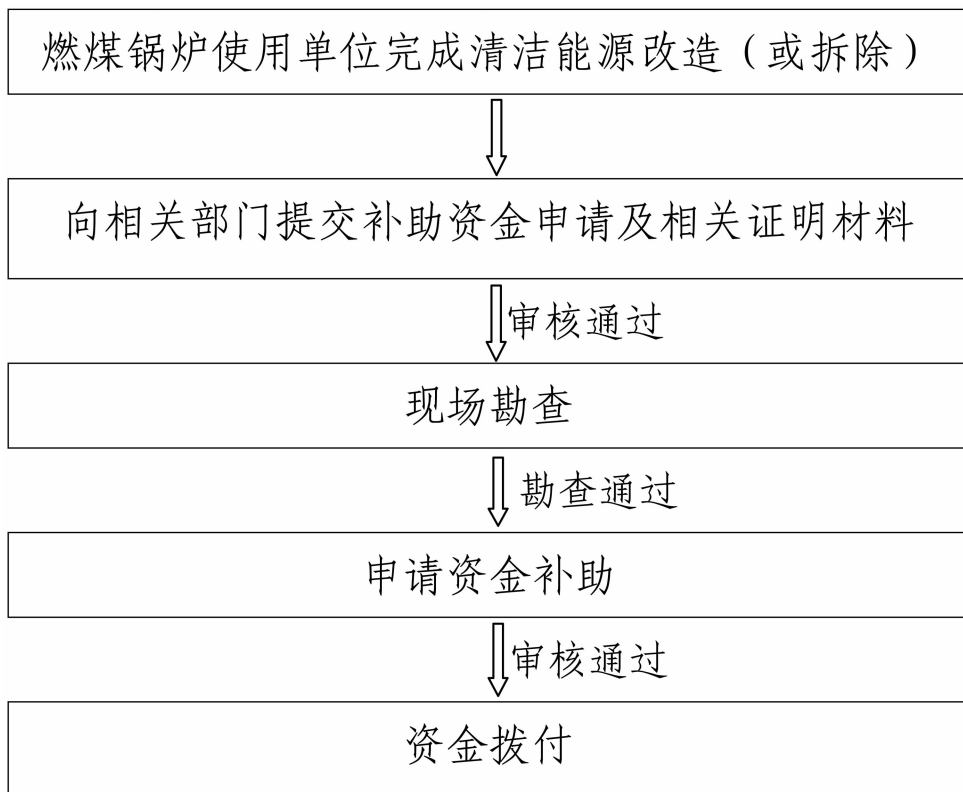 燃煤锅炉使用单位完成清洁能源改造（或拆除）
向相关部门提交补助资金申请及相关证明材料
审核通过
现场勘查
勘查通过
申请资金补助
审核通过
资金拨付